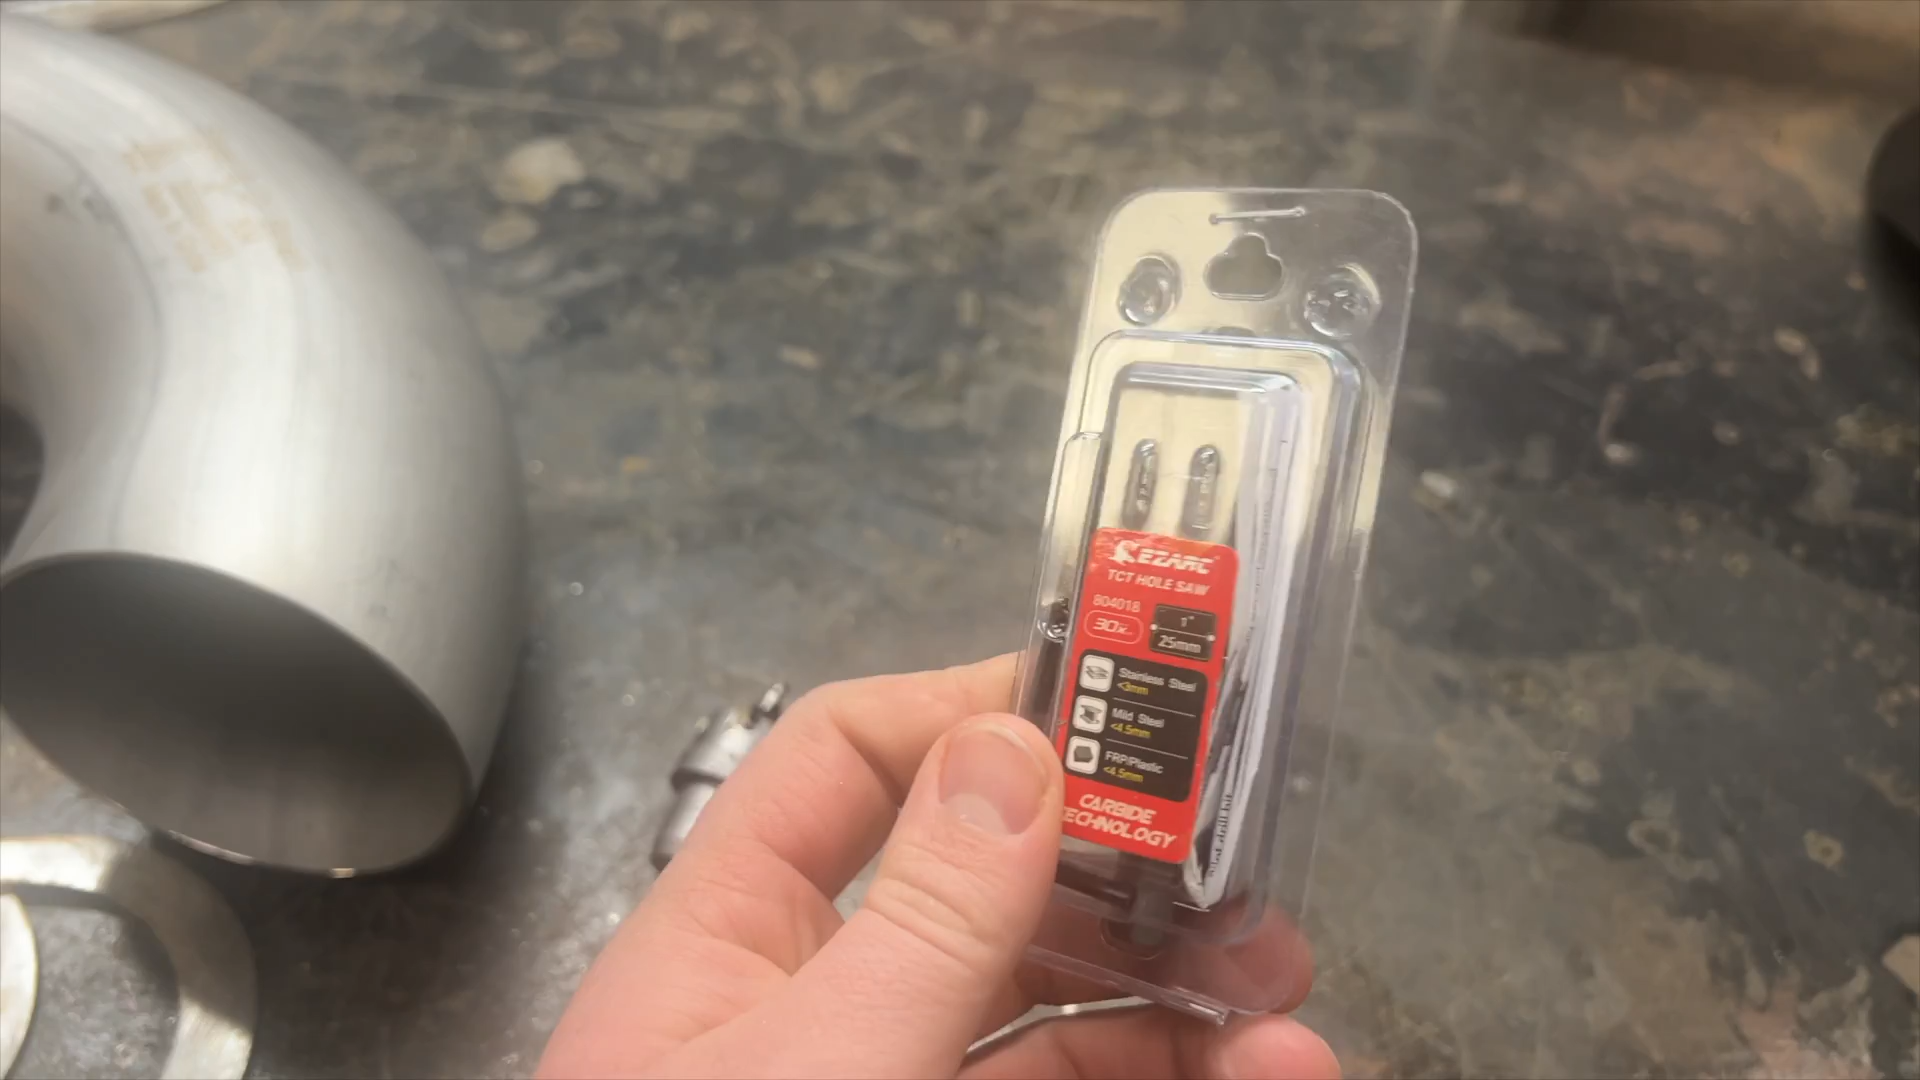 EZARC
TCT HOLE SAW
804018
30x
1"
25mm
Stainless Steel
<3mm
Mild Steel
<4.5mm
FRP/Plastic
<4.5mm
CARBIDE
TECHNOLOGY